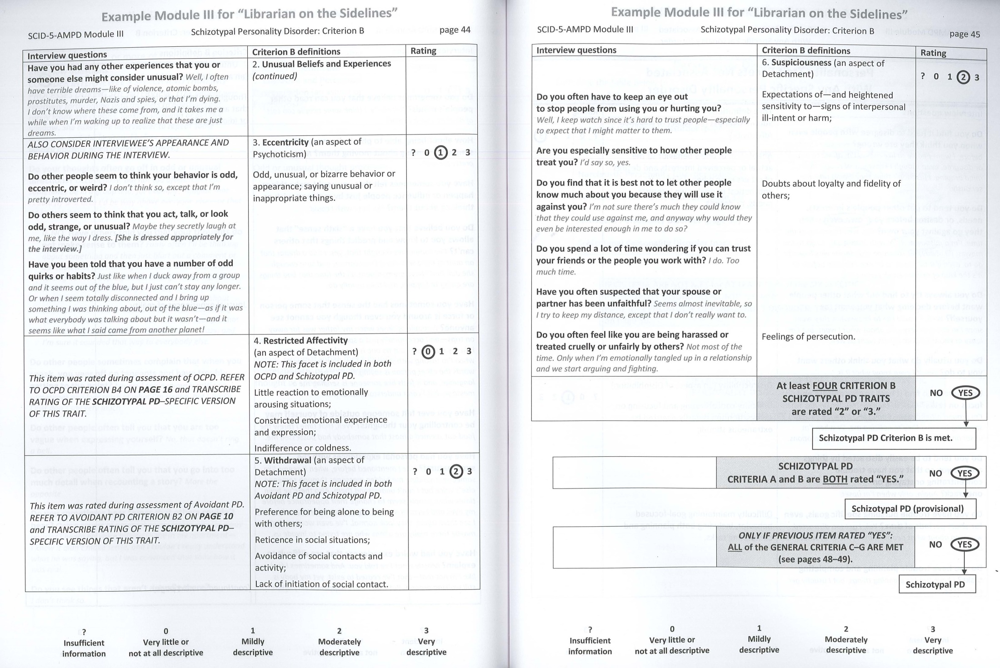 Example Module III for “Librarian on the Sidelines”
SCID-5-AMPD Module III
Schizotypal Personality Disorder: Criterion B
page 44
Interview questions
Criterion B definitions
Rating
Have you had any other experiences that you or
someone else might consider unusual? Well, I often
have terrible dreams—like of violence, atomic bombs,
prostitutes, murder, Nazis and spies, or that I’m dying.
I don’t know where these come from, and it takes me a
while when I’m waking up to realize that these are just
dreams.
2. Unusual Beliefs and Experiences
(continued)
ALSO CONSIDER INTERVIEWEE’S APPEARANCE AND
BEHAVIOR DURING THE INTERVIEW.
Do other people seem to think your behavior is odd,
eccentric, or weird? I don’t think so, except that I’m
pretty introverted.
Do others seem to think that you act, talk, or look
odd, strange, or unusual? Maybe they secretly laugh at
me, like the way I dress. [She is dressed appropriately for
the interview.]
Have you been told that you have a number of odd
quirks or habits? Just like when I duck away from a group
and it seems out of the blue, but I just can’t stay any longer.
Or when I seem totally disconnected and I bring up
something I was thinking about, out of the blue—as if it was
what everybody was talking about but it wasn’t—and it
seems like what I said came from another planet!
3. Eccentricity (an aspect of
Psychoticism)
Odd, unusual, or bizarre behavior or
appearance; saying unusual or
inappropriate things.
? 0 1 2 3
This item was rated during assessment of OCPD. REFER
TO OCPD CRITERION B4 ON PAGE 16 and TRANSCRIBE
RATING OF THE SCHIZOTYPAL PD–SPECIFIC VERSION
OF THIS TRAIT.
4. Restricted Affectivity
(an aspect of Detachment)
NOTE: This facet is included in both
OCPD and Schizotypal PD.
Little reaction to emotionally
arousing situations;
Constricted emotional experience
and expression;
Indifference or coldness.
? 0 1 2 3
This item was rated during assessment of Avoidant PD.
REFER TO AVOIDANT PD CRITERION B2 ON PAGE 10
and TRANSCRIBE RATING OF THE SCHIZOTYPAL PD–
SPECIFIC VERSION OF THIS TRAIT.
5. Withdrawal (an aspect of
Detachment)
NOTE: This facet is included in both
Avoidant PD and Schizotypal PD.
Preference for being alone to being
with others;
Reticence in social situations;
Avoidance of social contacts and
activity;
Lack of initiation of social contact.
? 0 1 2 3
? 0 1 2 3
Insufficient Very little or Mildly Moderately Very
information not at all descriptive descriptive descriptive descriptive
Example Module III for “Librarian on the Sidelines”
SCID-5-AMPD Module III
Schizotypal Personality Disorder: Criterion B
page 45
Interview questions
Criterion B definitions
Rating
6. Suspiciousness (an aspect of
Detachment)
? 0 1 2 3
Do you often have to keep an eye out
to stop people from using you or hurting you?
Well, I keep watch since it’s hard to trust people—especially
to expect that I might matter to them.
Are you especially sensitive to how other people
treat you? I’d say so, yes.
Expectations of—and heightened
sensitivity to—signs of interpersonal
ill-intent or harm;
Do you find that it is best not to let other people
know much about you because they will use it
against you? I’m not sure there’s much they could know
that they could use against me, and anyway why would they
even be interested enough in me to do so?
Do you spend a lot of time wondering if you can trust
your friends or the people you work with? I do. Too
much time.
Have you often suspected that your spouse or
partner has been unfaithful? Seems almost inevitable, so
I try to keep my distance, except that I don’t really want to.
Doubts about loyalty and fidelity of
others;
Do you often feel like you are being harassed or
treated cruelly or unfairly by others? Not most of the
time. Only when I’m emotionally tangled up in a relationship
and we start arguing and fighting.
Feelings of persecution.
At least FOUR CRITERION B
SCHIZOTYPAL PD TRAITS
are rated “2” or “3.”
NO YES
Schizotypal PD Criterion B is met.
SCHIZOTYPAL PD
CRITERIA A and B are BOTH rated “YES.”
NO YES
Schizotypal PD (provisional)
ONLY IF PREVIOUS ITEM RATED “YES”:
ALL of the GENERAL CRITERIA C–G ARE MET
(see pages 48–49).
NO YES
Schizotypal PD
? 0 1 2 3
Insufficient Very little or Mildly Moderately Very
information not at all descriptive descriptive descriptive descriptive